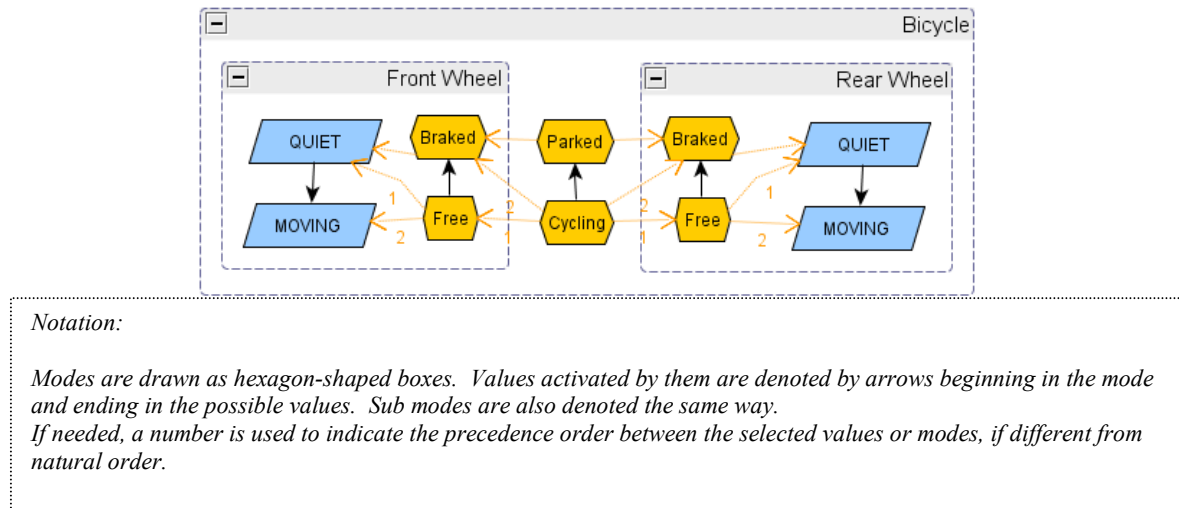 Bicycle
Front Wheel
Rear Wheel
QUIET
Braked
Parked
Braked
QUIET
1
2
2
1
MOVING
Free
Cycling
Free
MOVING
2
1
1
2
Notation:
Modes are drawn as hexagon-shaped boxes. Values activated by them are denoted by arrows beginning in the mode
and ending in the possible values. Sub modes are also denoted the same way.
If needed, a number is used to indicate the precedence order between the selected values or modes, if different from
natural order.